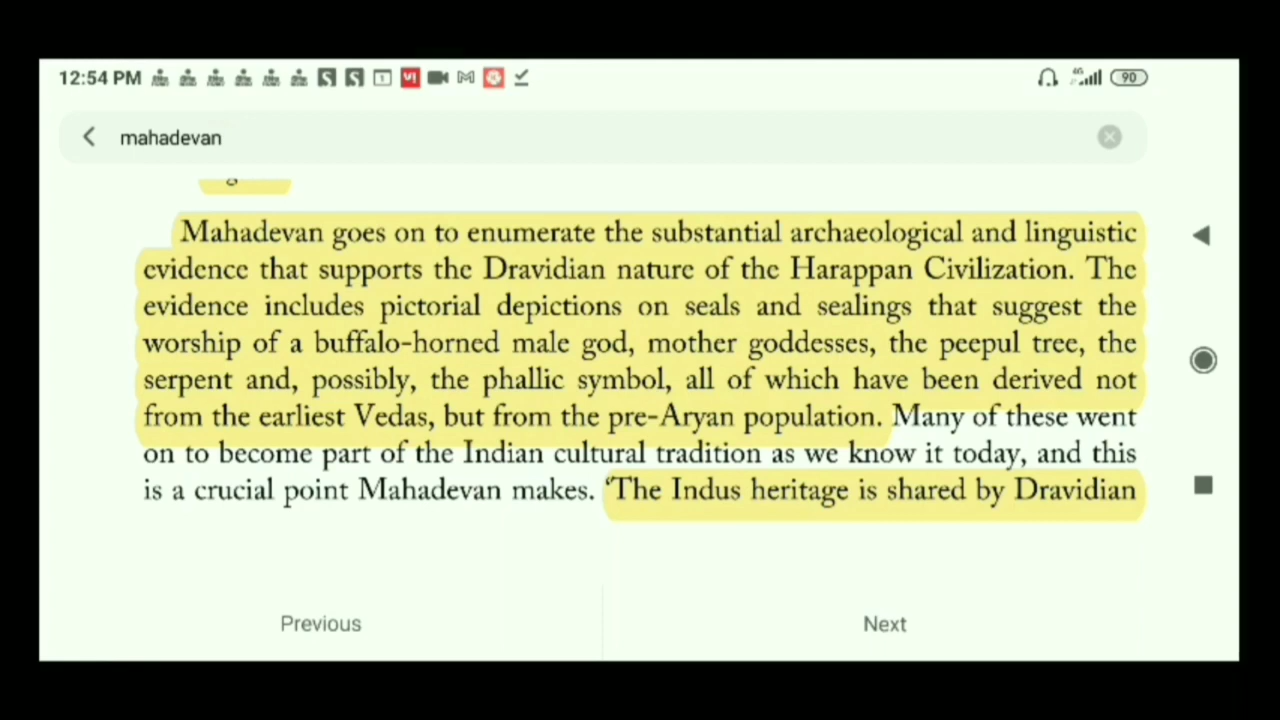 12:54 PM
4G
90
mahadevan
Mahadevan goes on to enumerate the substantial archaeological and linguistic
evidence that supports the Dravidian nature of the Harappan Civilization. The
evidence includes pictorial depictions on seals and sealings that suggest the
worship of a buffalo-horned male god, mother goddesses, the peepul tree, the
serpent and, possibly, the phallic symbol, all of which have been derived not
from the earliest Vedas, but from the pre-Aryan population. Many of these went
on to become part of the Indian cultural tradition as we know it today, and this
is a crucial point Mahadevan makes. ‘The Indus heritage is shared by Dravidian
Previous
Next